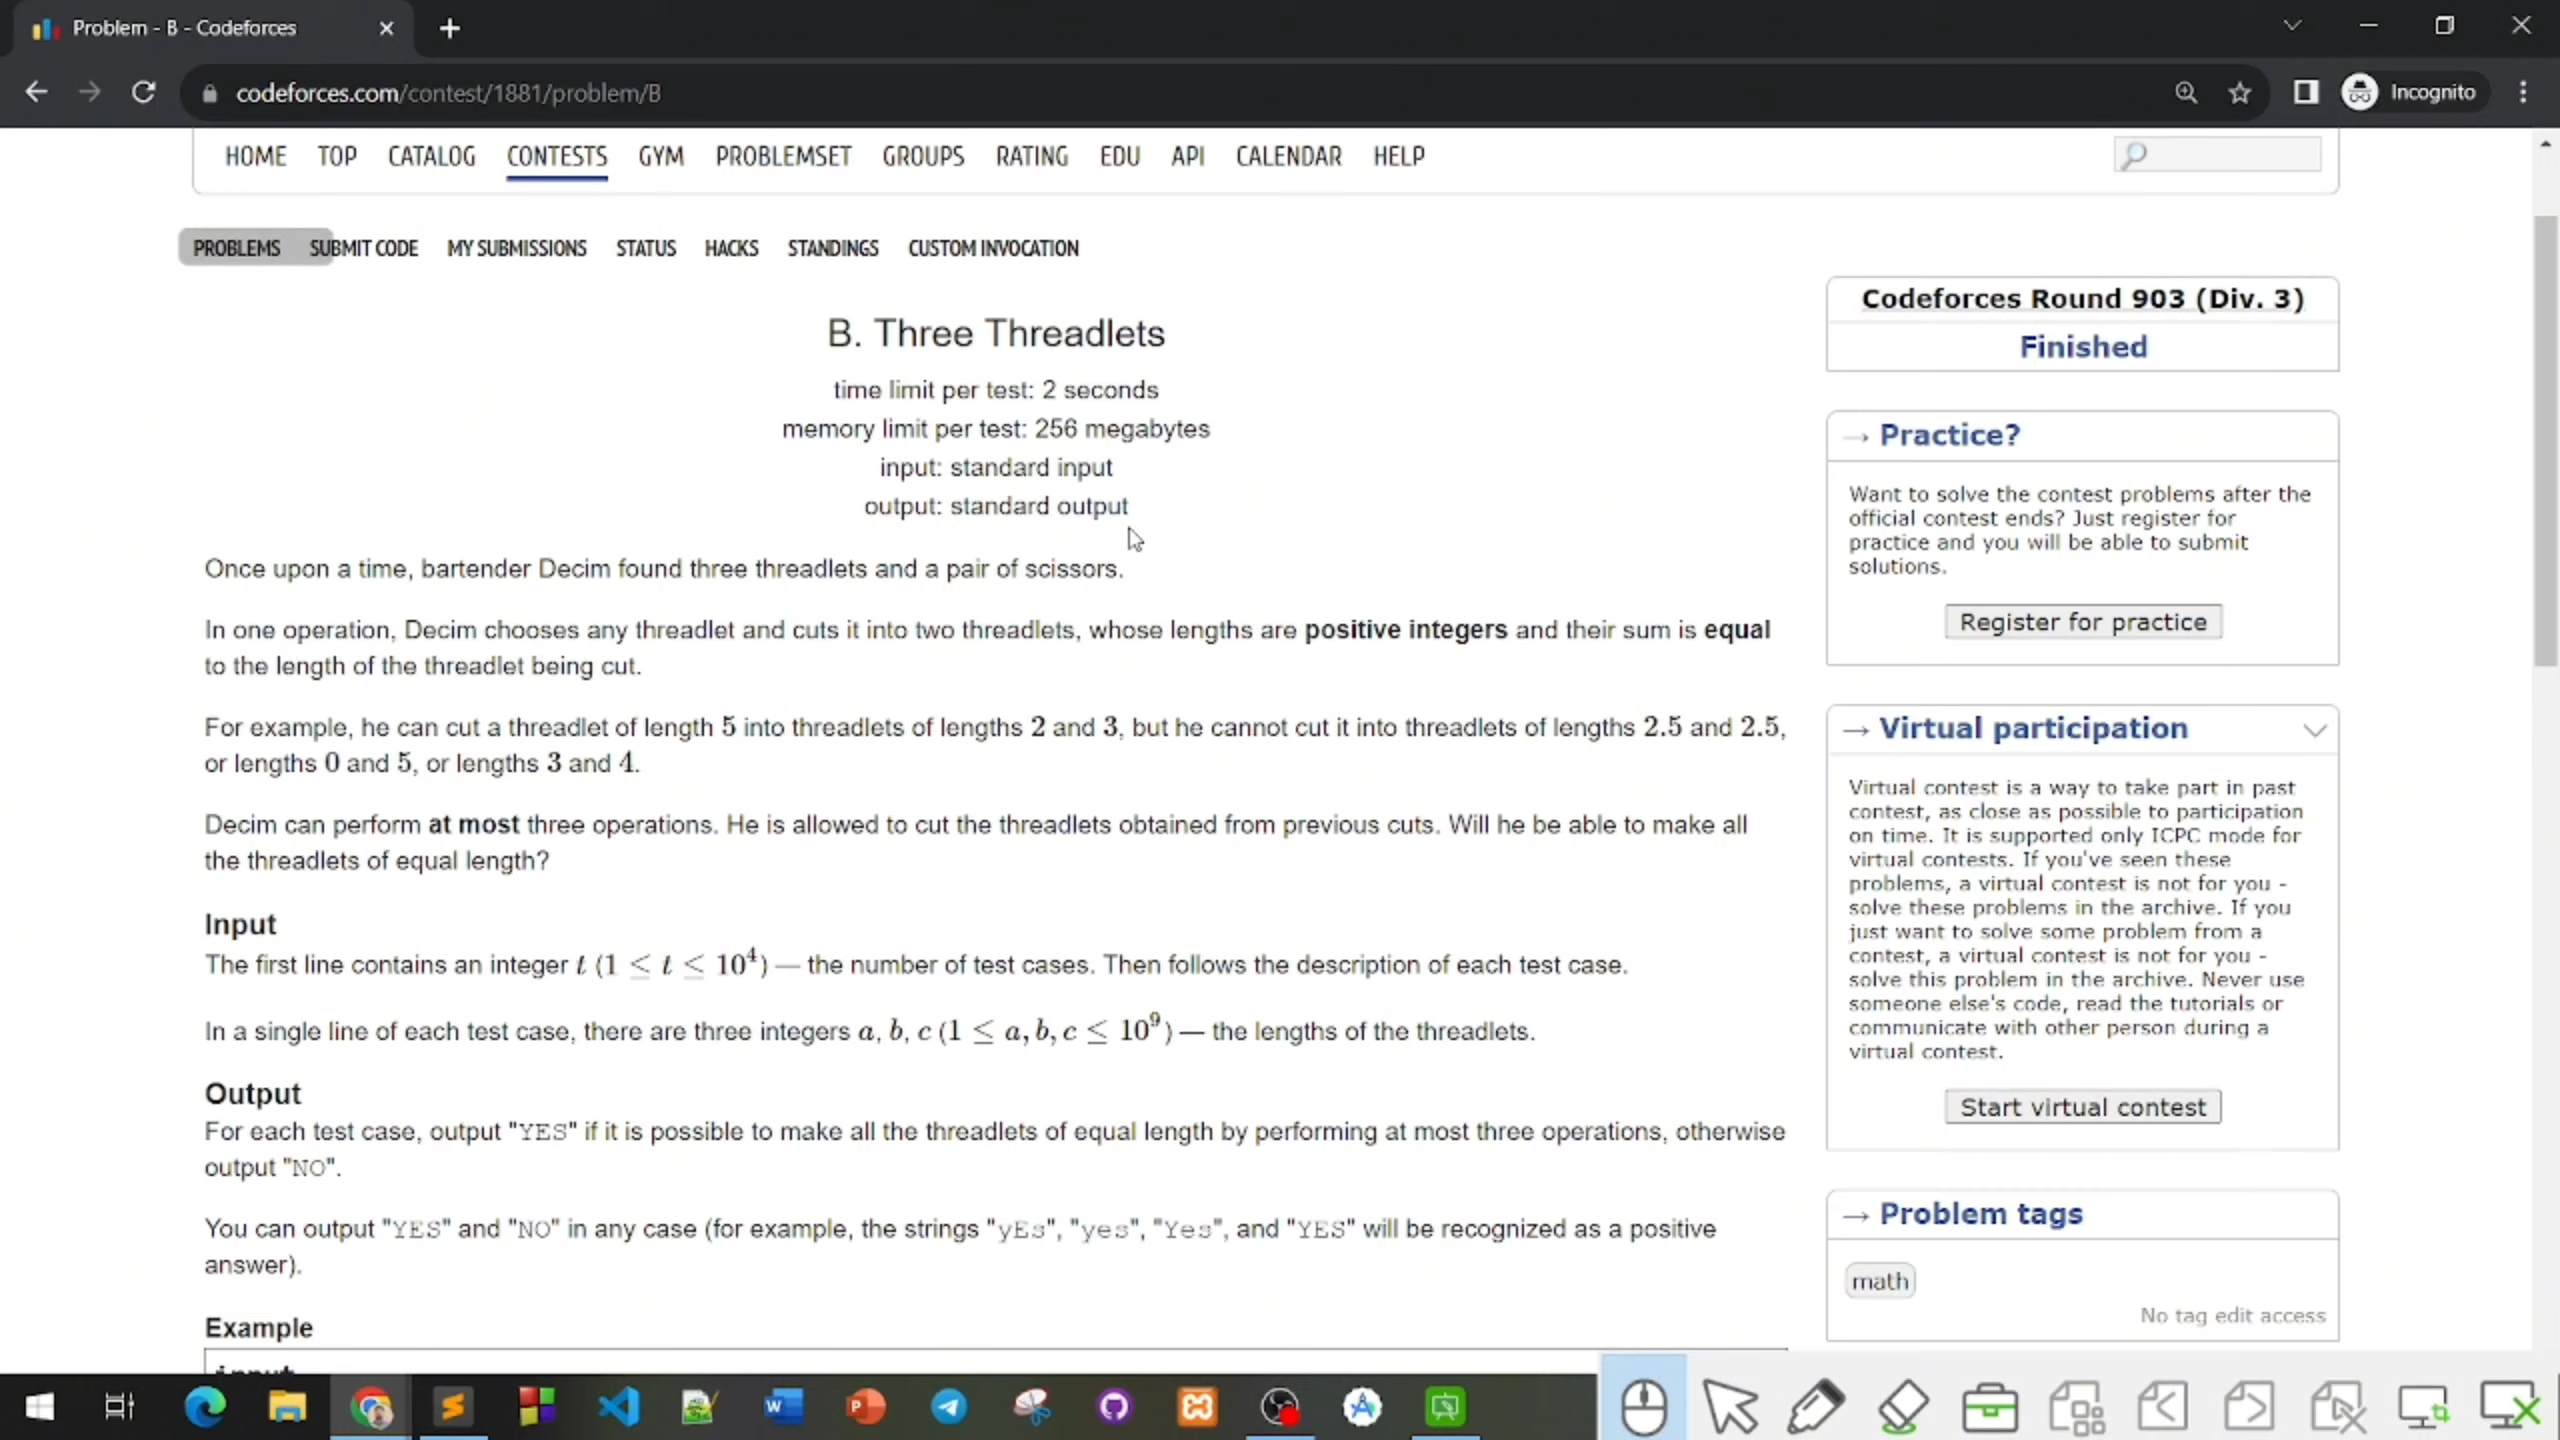 Problem - B - Codeforces
codeforces.com/contest/1881/problem/B
Incognito
HOME TOP CATALOG CONTESTS GYM PROBLEMSET GROUPS RATING EDU API CALENDAR HELP
PROBLEMS SUBMIT CODE MY SUBMISSIONS STATUS HACKS STANDINGS CUSTOM INVOCATION
B. Three Threadlets
time limit per test: 2 seconds
memory limit per test: 256 megabytes
input: standard input
output: standard output
Once upon a time, bartender Decim found three threadlets and a pair of scissors.
In one operation, Decim chooses any threadlet and cuts it into two threadlets, whose lengths are positive integers and their sum is equal
to the length of the threadlet being cut.
For example, he can cut a threadlet of length 5 into threadlets of lengths 2 and 3, but he cannot cut it into threadlets of lengths 2.5 and 2.5,
or lengths 0 and 5, or lengths 3 and 4.
Decim can perform at most three operations. He is allowed to cut the threadlets obtained from previous cuts. Will he be able to make all
the threadlets of equal length?
Input
The first line contains an integer t (1 ≤ t ≤ 10⁴) — the number of test cases. Then follows the description of each test case.
In a single line of each test case, there are three integers a, b, c (1 ≤ a, b, c ≤ 10⁹) — the lengths of the threadlets.
Output
For each test case, output "YES" if it is possible to make all the threadlets of equal length by performing at most three operations, otherwise
output "NO".
You can output "YES" and "NO" in any case (for example, the strings "yEs", "yes", "Yes", and "YES" will be recognized as a positive
answer).
Example
Codeforces Round 903 (Div. 3)
Finished
→ Practice?
Want to solve the contest problems after the
official contest ends? Just register for
practice and you will be able to submit
solutions.
Register for practice
→ Virtual participation
Virtual contest is a way to take part in past
contest, as close as possible to participation
on time. It is supported only ICPC mode for
virtual contests. If you've seen these
problems, a virtual contest is not for you -
solve these problems in the archive. If you
just want to solve some problem from a
contest, a virtual contest is not for you -
solve this problem in the archive. Never use
someone else's code, read the tutorials or
communicate with other person during a
virtual contest.
Start virtual contest
→ Problem tags
math
No tag edit access